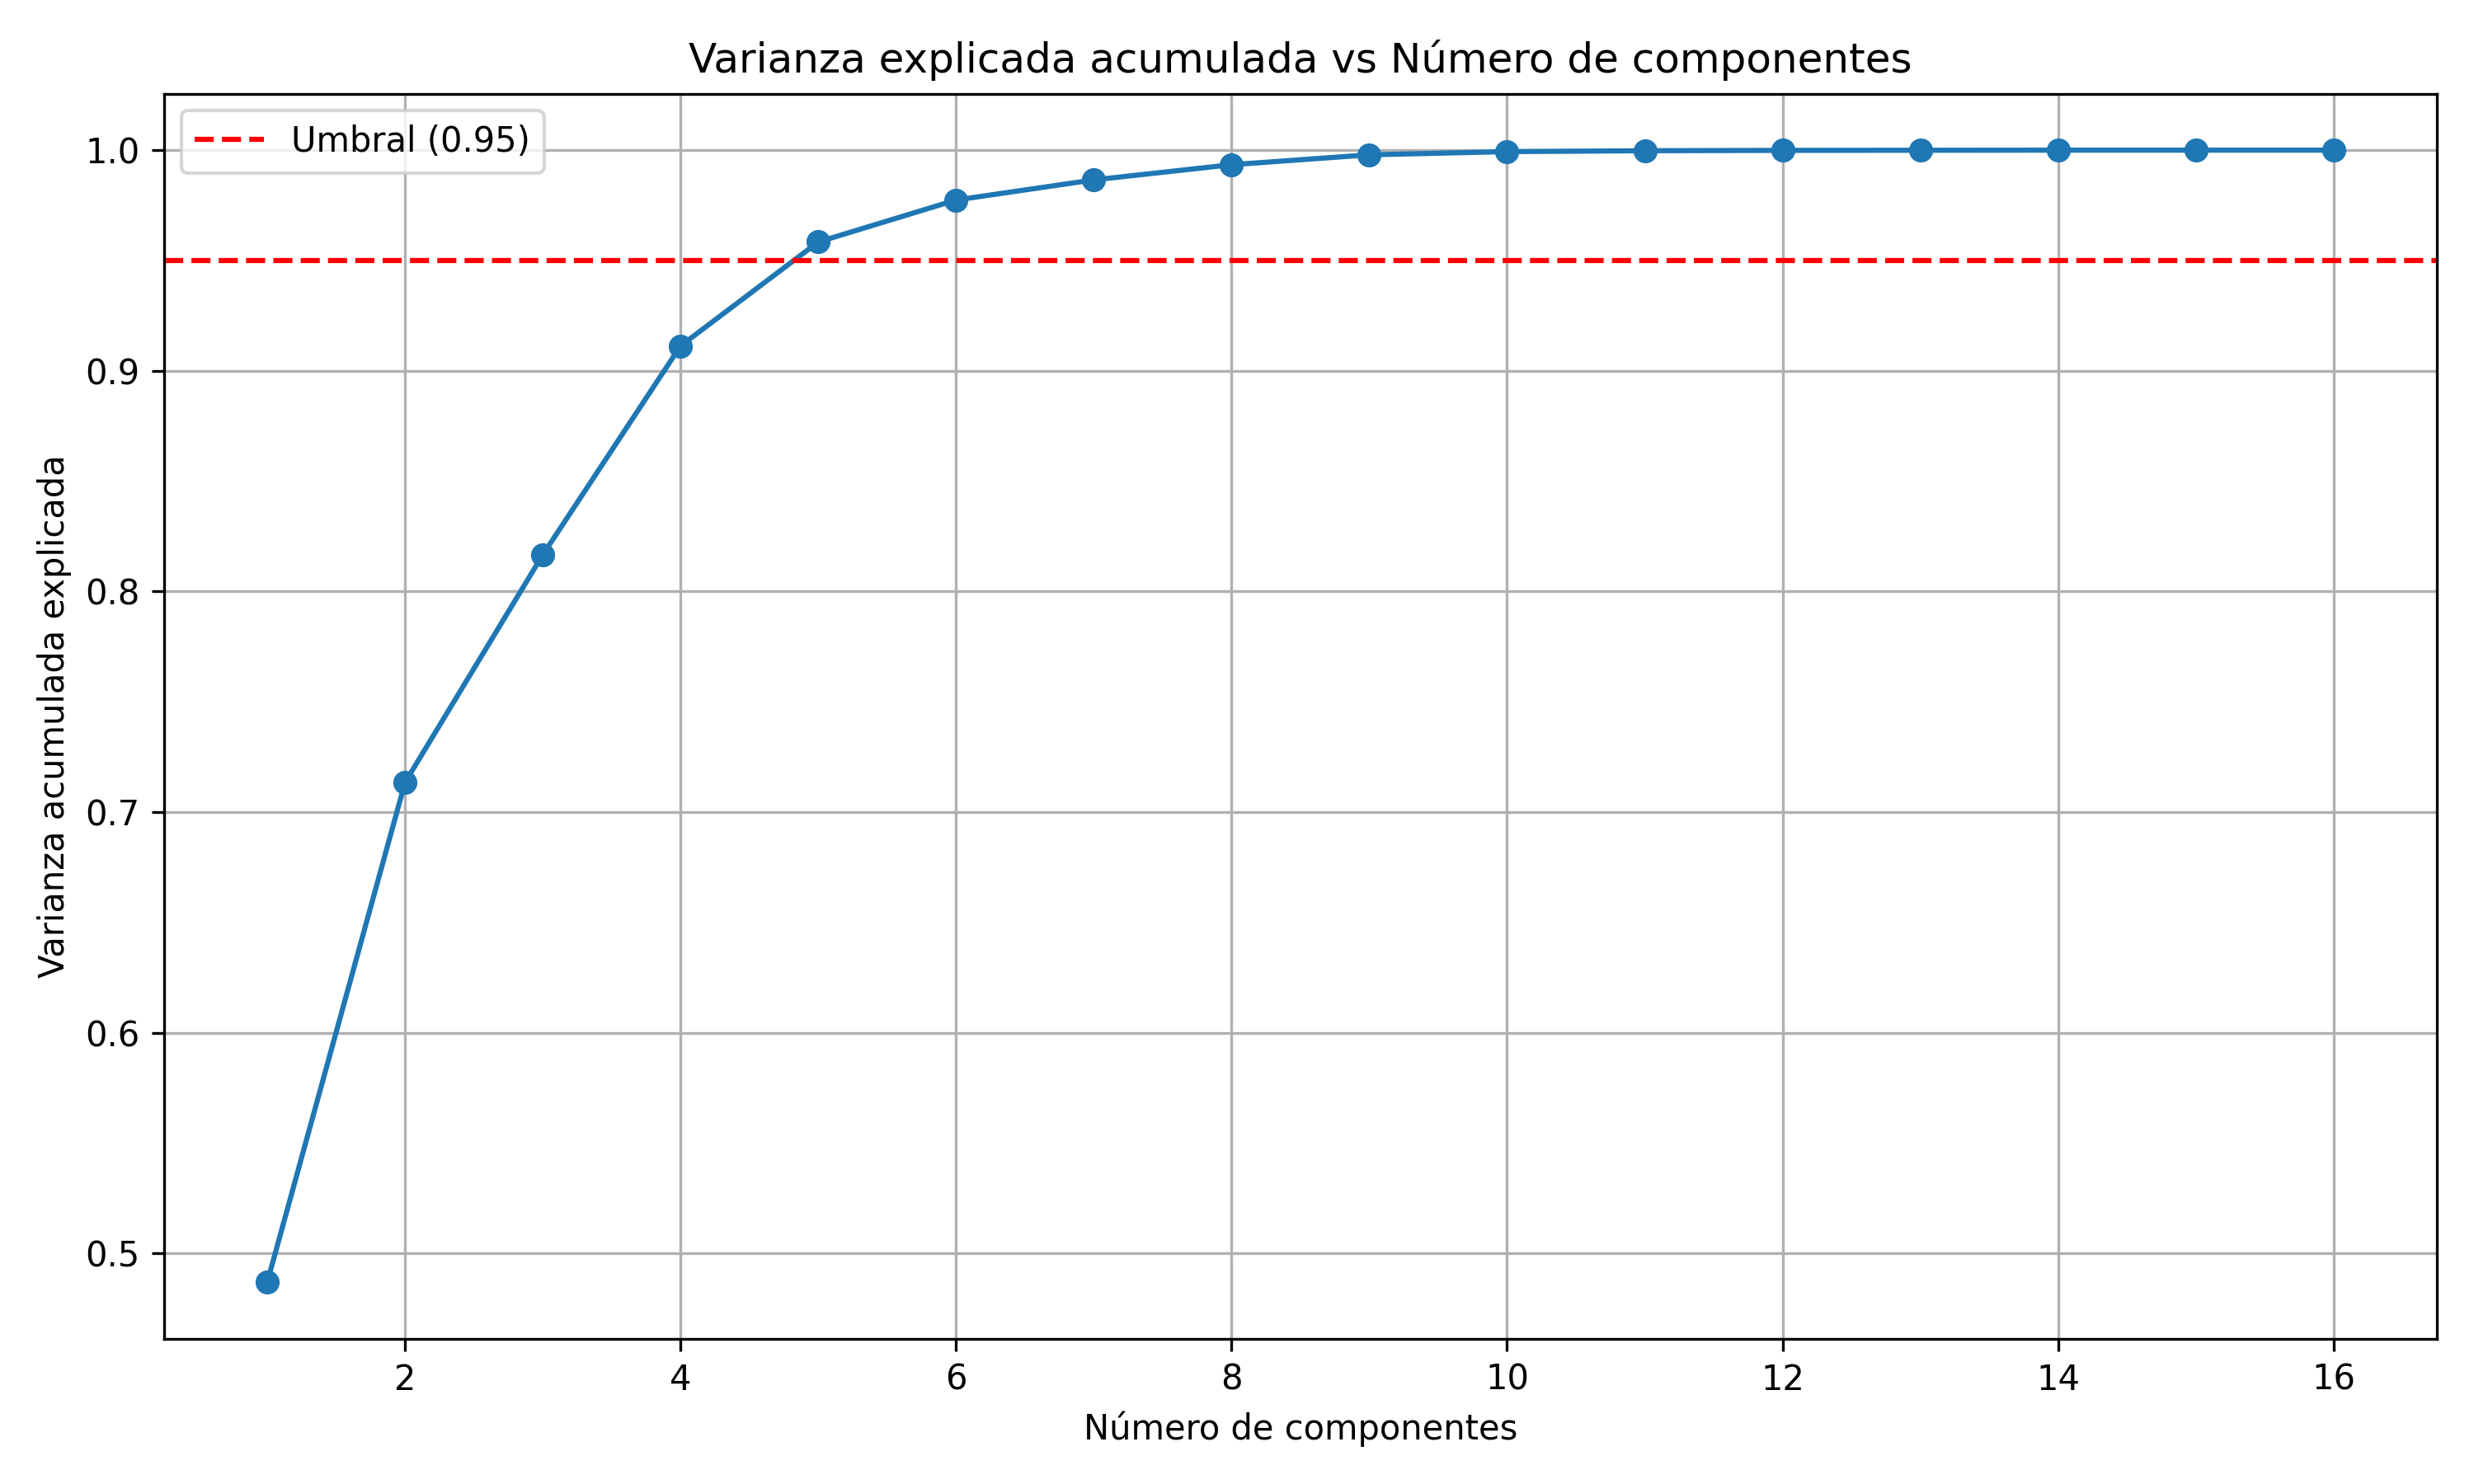 Varianza explicada acumulada vs Número de componentes
Umbral (0.95)
1.0
0.9
0.8
0.7
0.6
0.5
Varianza acumulada explicada
2 4 6 8 10 12 14 16
Número de componentes